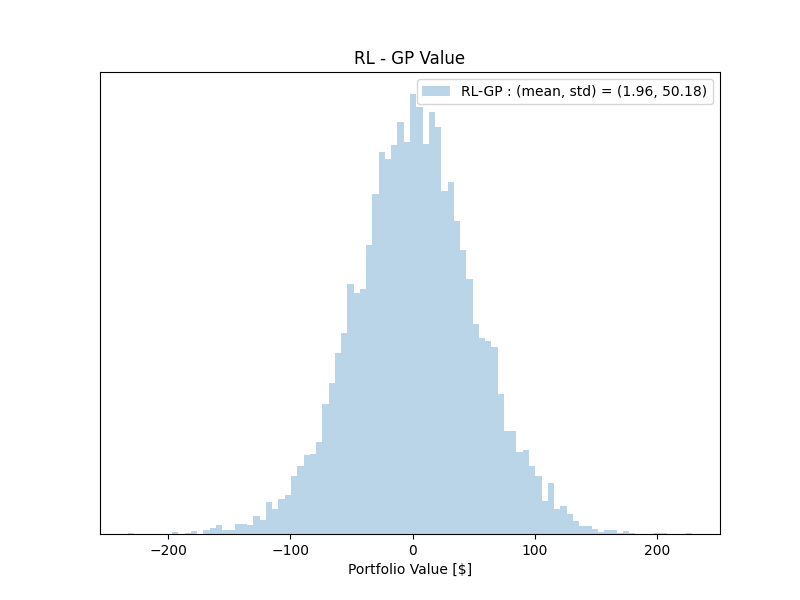 RL - GP Value
RL-GP : (mean, std) = (1.96, 50.18)
−200 −100 0 100 200
Portfolio Value [$]